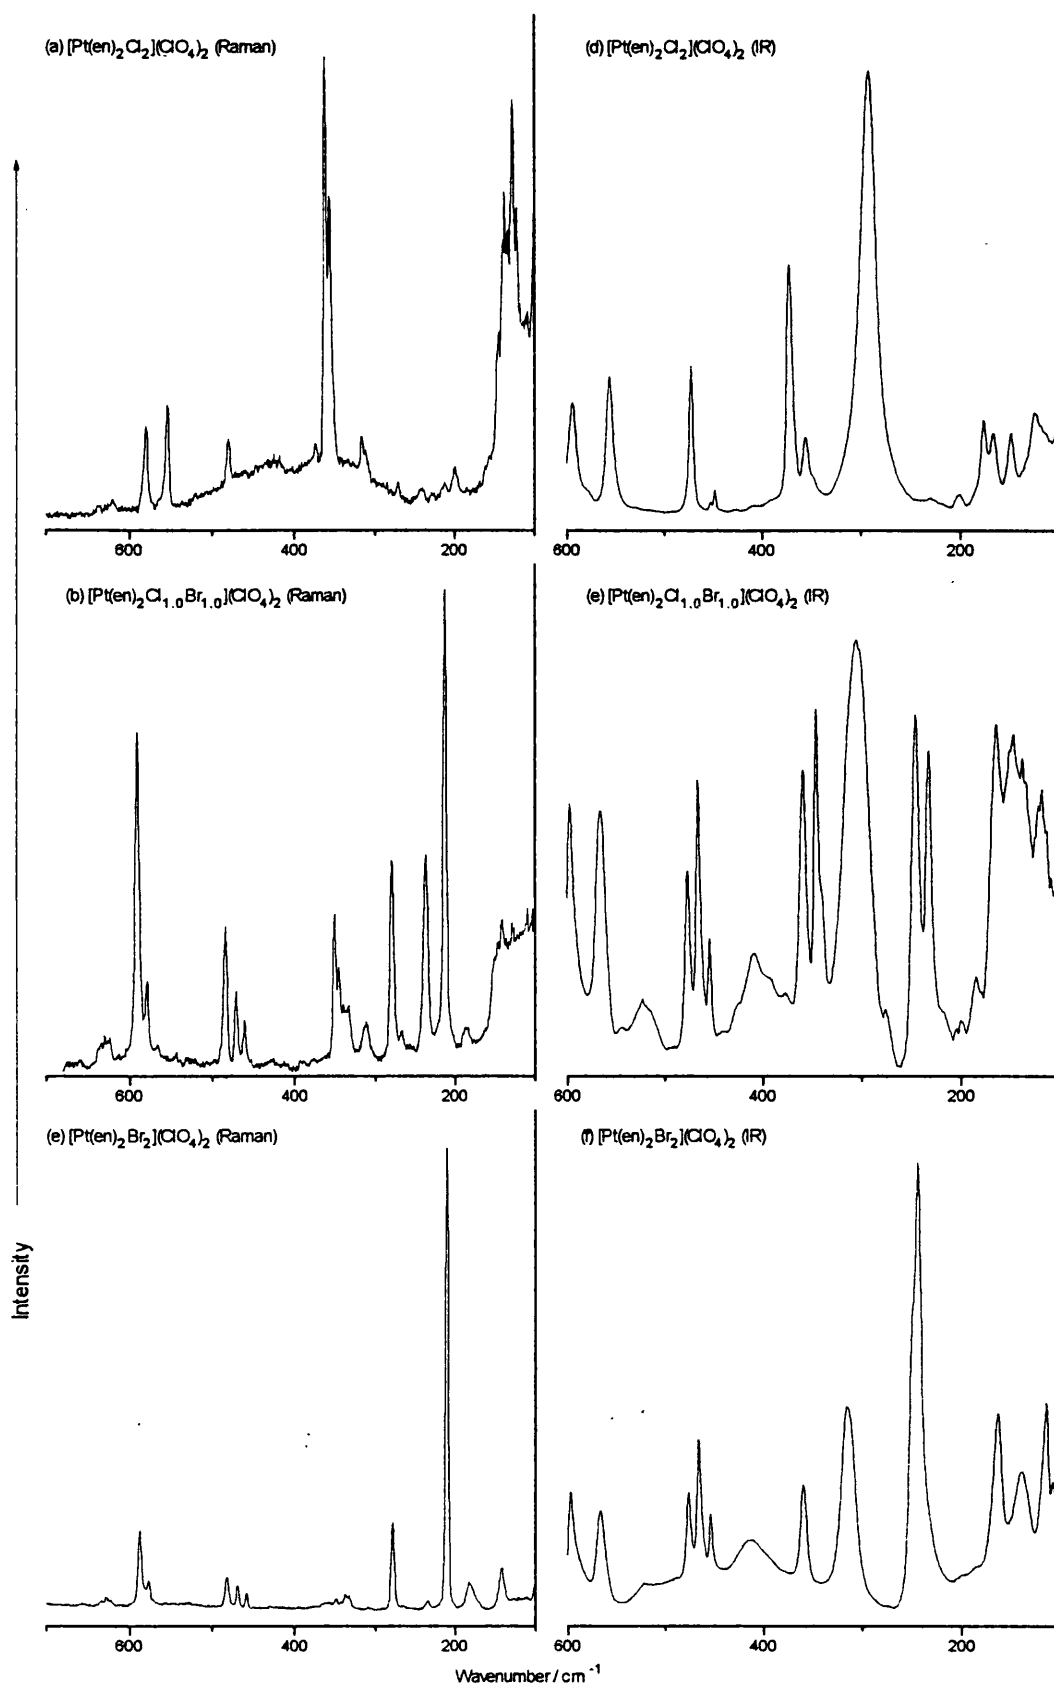 (a) [Pt(en)₂Cl₂](ClO₄)₂ (Raman)
(d) [Pt(en)₂Cl₂](ClO₄)₂ (IR)
600 400 200
600 400 200
(b) [Pt(en)₂Cl₁.₀Br₁.₀](ClO₄)₂ (Raman)
(e) [Pt(en)₂Cl₁.₀Br₁.₀](ClO₄)₂ (IR)
600 400 200
600 400 200
(e) [Pt(en)₂Br₂](ClO₄)₂ (Raman)
(f) [Pt(en)₂Br₂](ClO₄)₂ (IR)
Intensity
600 400 200
600 400 200
Wavenumber / cm⁻¹